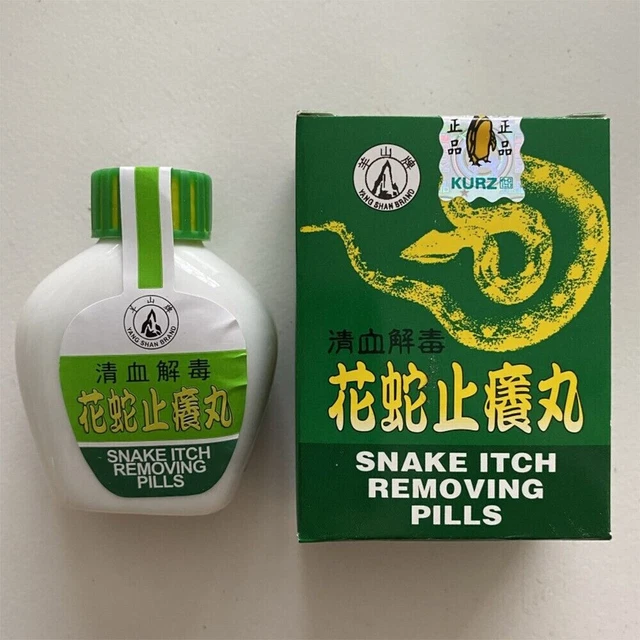 羊山牌
YANG SHAN BRAND
清血解毒
花蛇止癢丸
SNAKE ITCH
REMOVING
PILLS
正品
正品
KURZ
羊山牌
YANG SHAN BRAND
清血解毒
花蛇止癢丸
SNAKE ITCH
REMOVING
PILLS